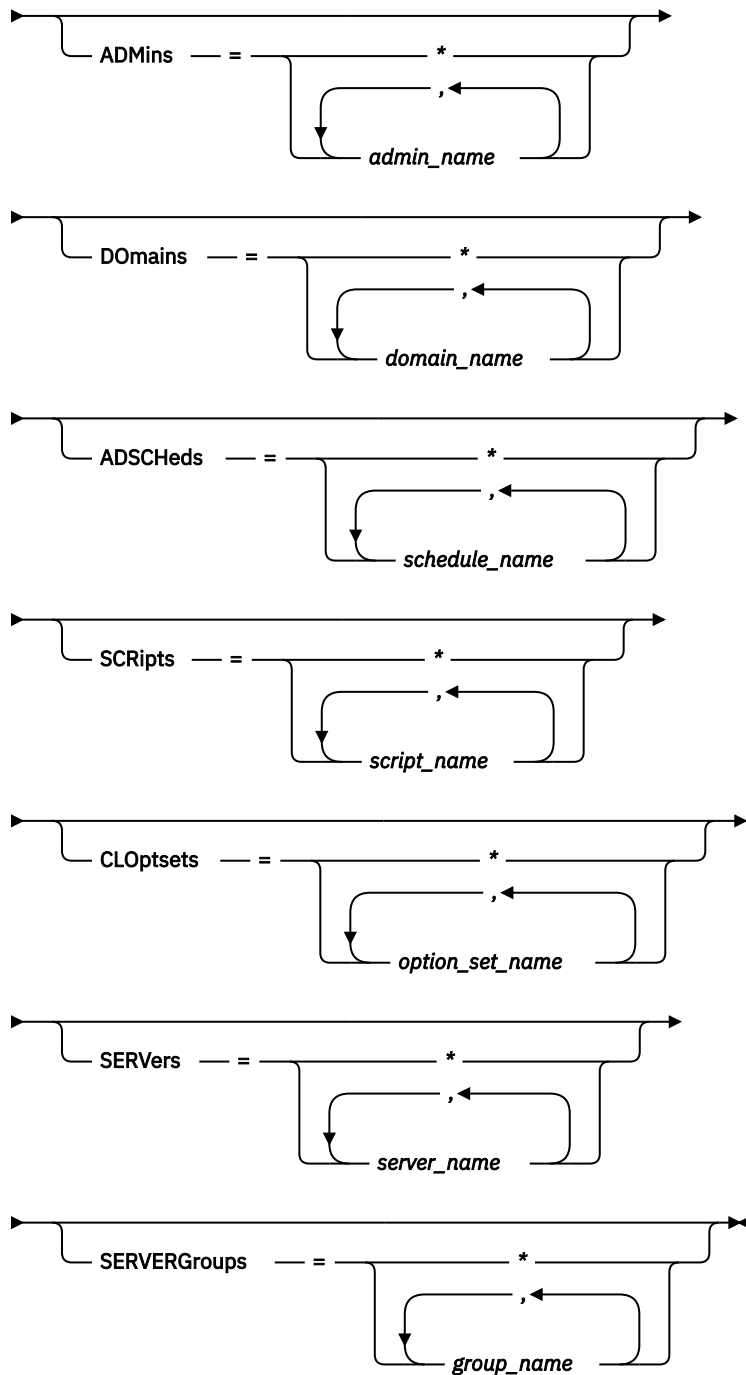 ADMins = *
,
admin_name
DOmains = *
,
domain_name
ADSCHeds = *
,
schedule_name
SCRipts = *
,
script_name
CLOptsets = *
,
option_set_name
SERVers = *
,
server_name
SERVERGroups = *
,
group_name